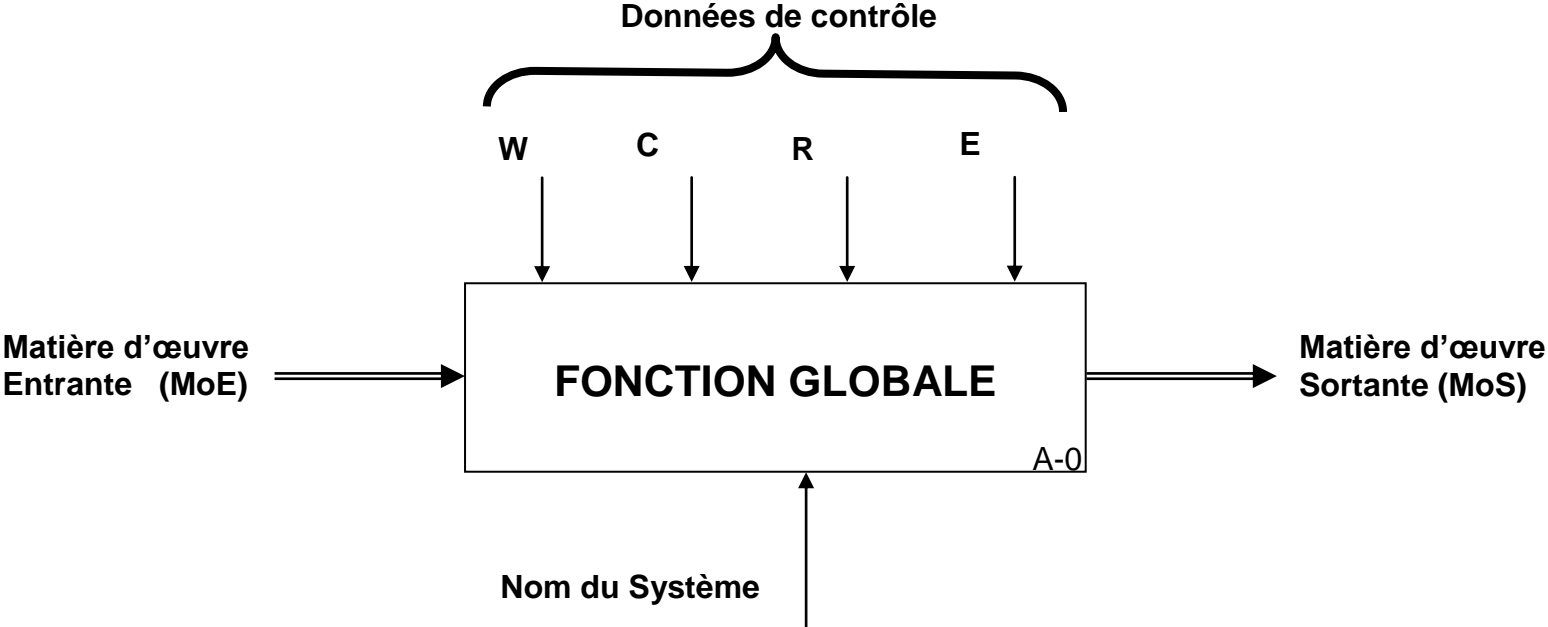 Données de contrôle
W C R E
Matière d’œuvre
Entrante (MoE)
FONCTION GLOBALE
A-0
Matière d’œuvre
Sortante (MoS)
Nom du Système